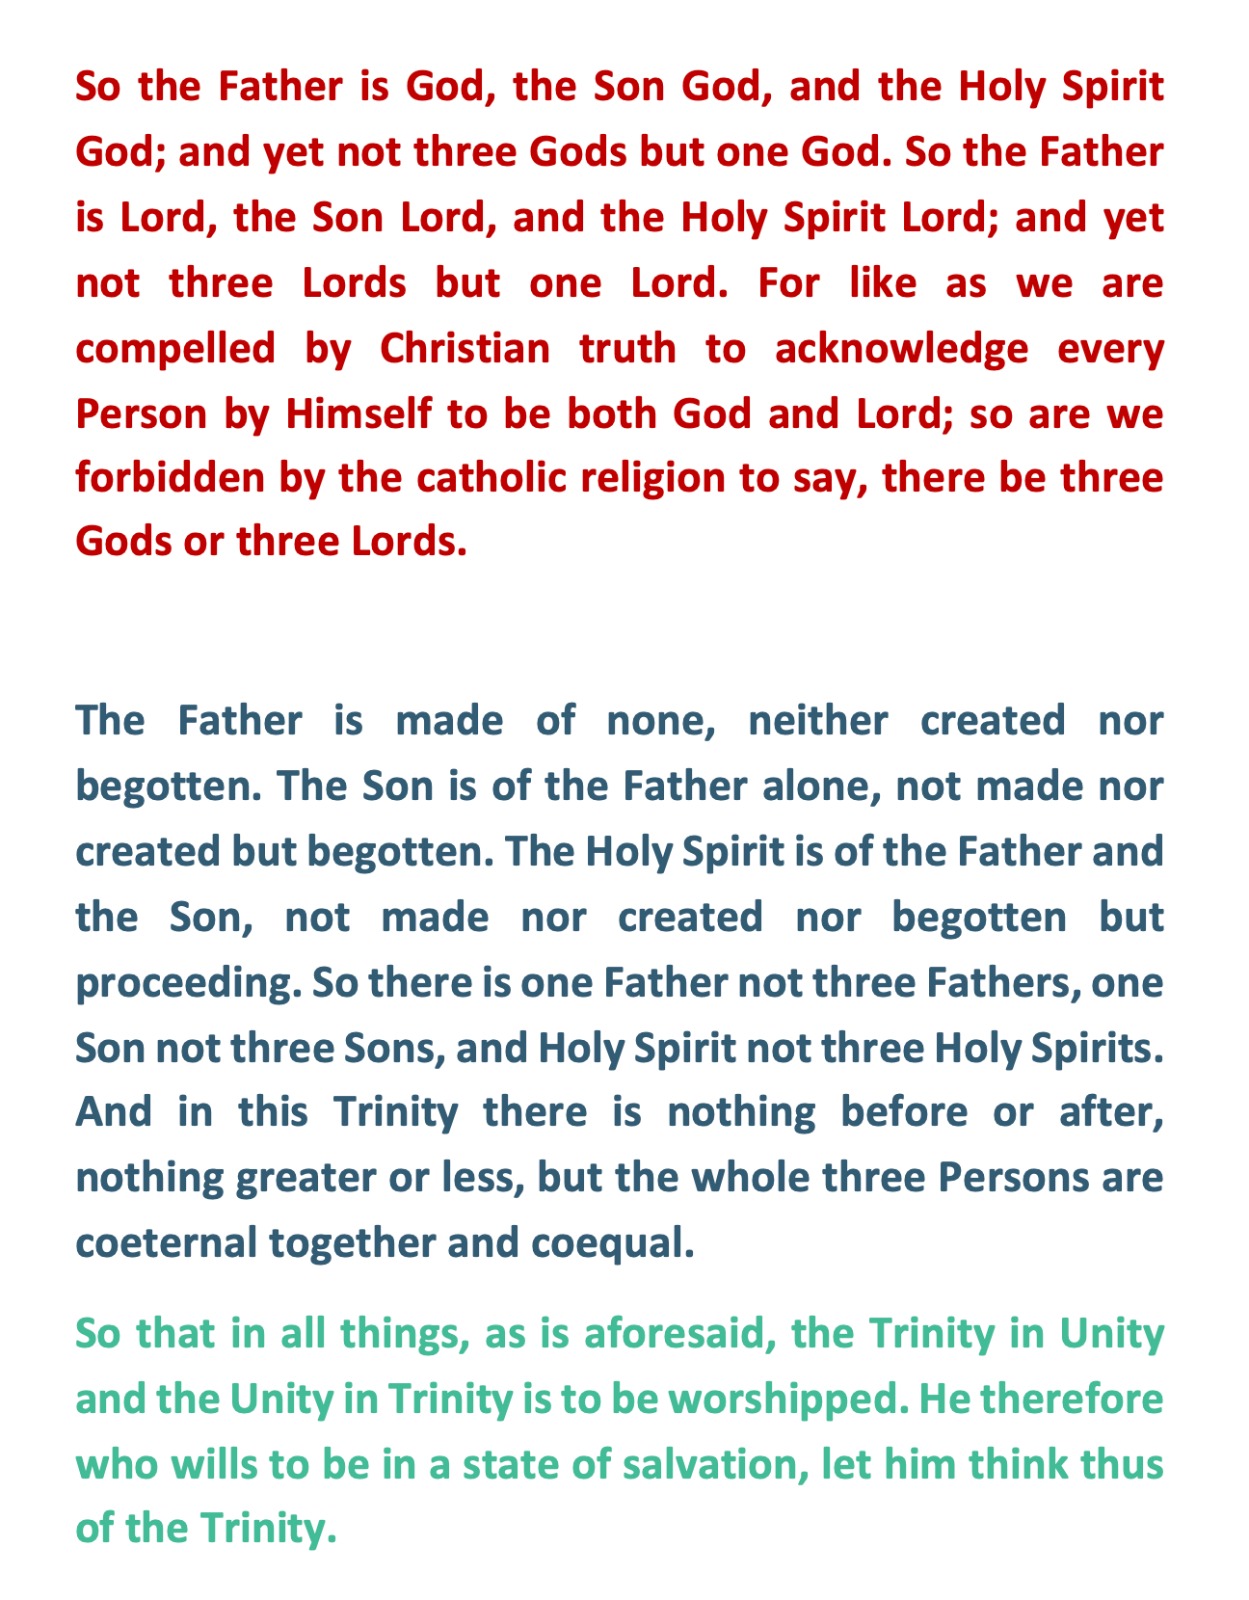 So the Father is God, the Son God, and the Holy Spirit
God; and yet not three Gods but one God. So the Father
is Lord, the Son Lord, and the Holy Spirit Lord; and yet
not three Lords but one Lord. For like as we are
compelled by Christian truth to acknowledge every
Person by Himself to be both God and Lord; so are we
forbidden by the catholic religion to say, there be three
Gods or three Lords.
The Father is made of none, neither created nor
begotten. The Son is of the Father alone, not made nor
created but begotten. The Holy Spirit is of the Father and
the Son, not made nor created nor begotten but
proceeding. So there is one Father not three Fathers, one
Son not three Sons, and Holy Spirit not three Holy Spirits.
And in this Trinity there is nothing before or after,
nothing greater or less, but the whole three Persons are
coeternal together and coequal.
So that in all things, as is aforesaid, the Trinity in Unity
and the Unity in Trinity is to be worshipped. He therefore
who wills to be in a state of salvation, let him think thus
of the Trinity.